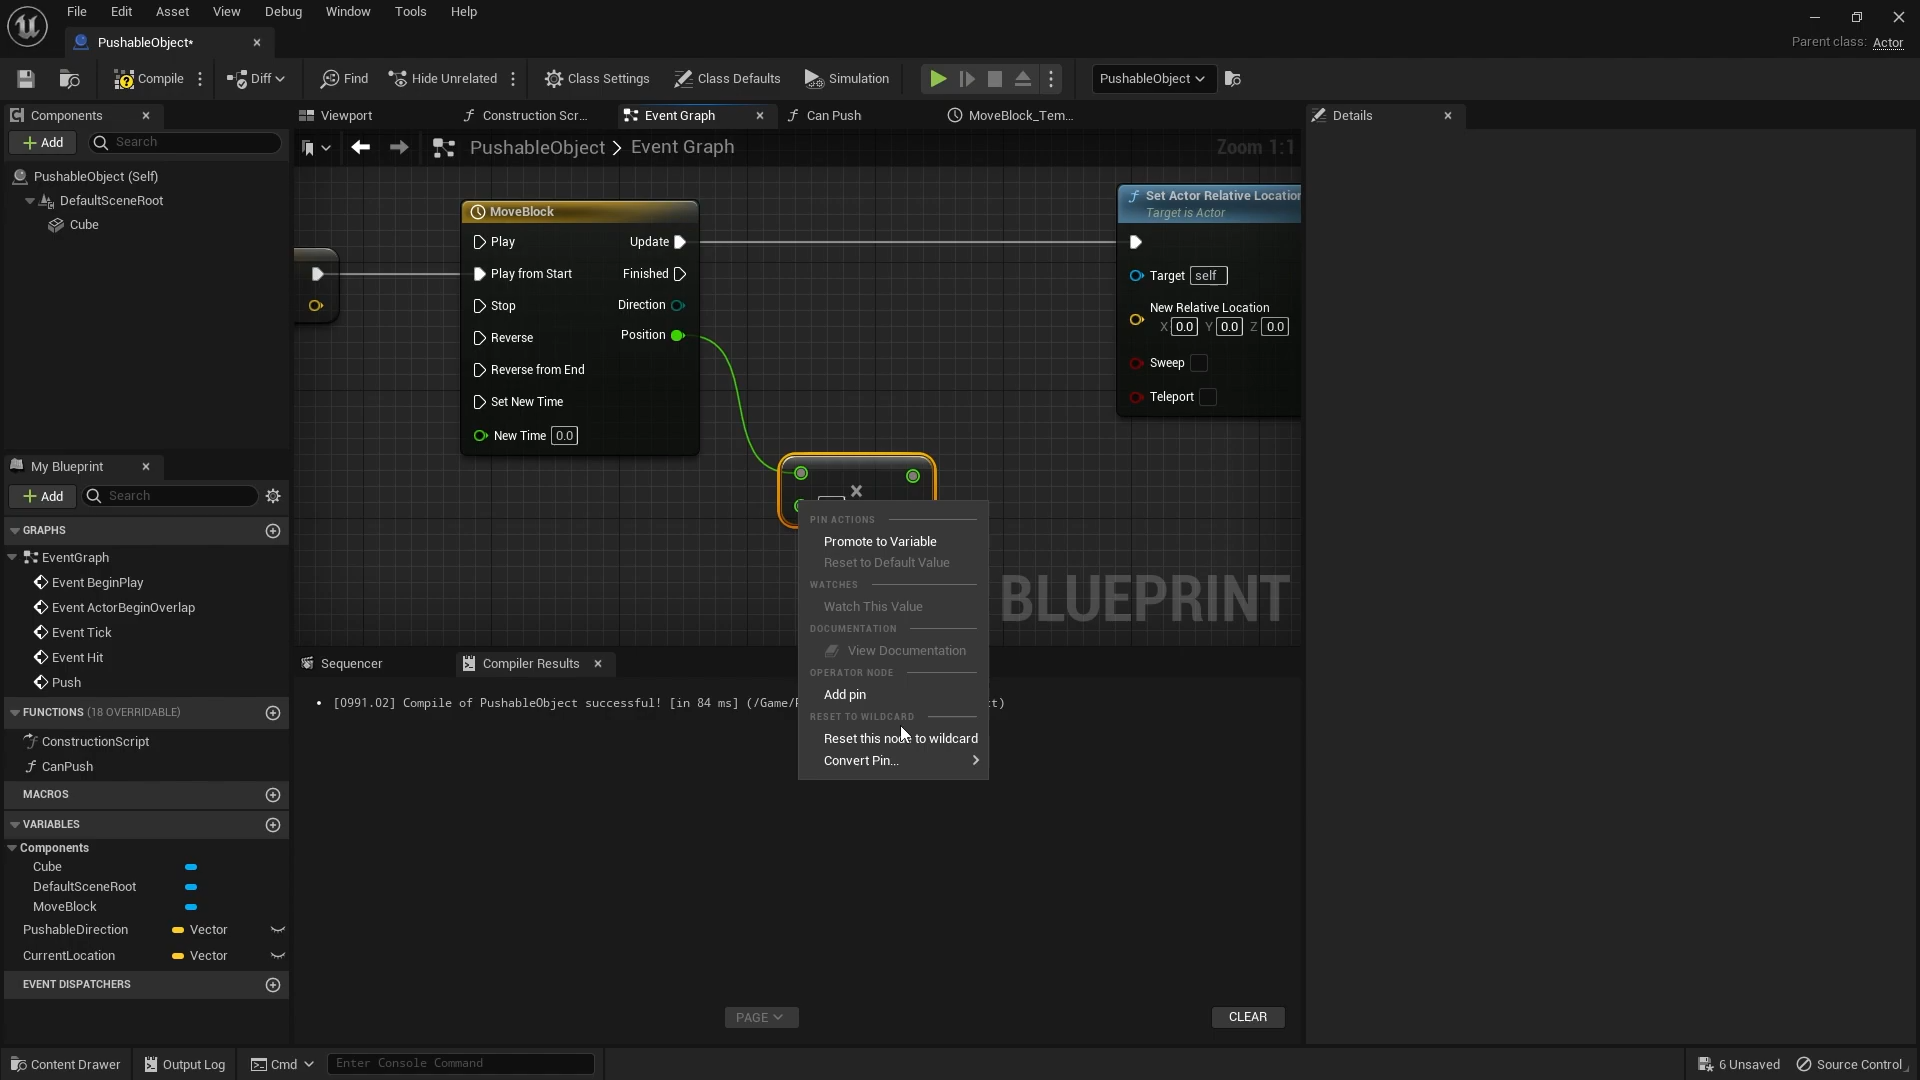 File Edit Asset View Debug Window Tools Help
PushableObject*
Parent class: Actor
Compile Diff Find Hide Unrelated Class Settings Class Defaults Simulation PushableObject
Components
Add Search
PushableObject (Self)
DefaultSceneRoot
Cube
My Blueprint
Add Search
GRAPHS
EventGraph
Event BeginPlay
Event ActorBeginOverlap
Event Tick
Event Hit
Push
FUNCTIONS (18 OVERRIDABLE)
ConstructionScript
CanPush
MACROS
VARIABLES
Components
Cube
DefaultSceneRoot
MoveBlock
PushableDirection Vector
CurrentLocation Vector
EVENT DISPATCHERS
Viewport Construction Scr... Event Graph Can Push MoveBlock_Tem...
PushableObject > Event Graph
Zoom 1:1
MoveBlock
Play Update
Play from Start Finished
Stop Direction
Reverse Position
Reverse from End
Set New Time
New Time 0.0
Set Actor Relative Location
Target is Actor
Target self
New Relative Location
X 0.0 Y 0.0 Z 0.0
Sweep
Teleport
BLUEPRINT
PIN ACTIONS
Promote to Variable
Reset to Default Value
WATCHES
Watch This Value
DOCUMENTATION
View Documentation
OPERATOR NODE
Add pin
RESET TO WILDCARD
Reset this node to wildcard
Convert Pin...
Sequencer Compiler Results
[0991.02] Compile of PushableObject successful! [in 84 ms] (/Game/ ct)
PAGE
CLEAR
Details
Content Drawer Output Log Cmd Enter Console Command
6 Unsaved Source Control